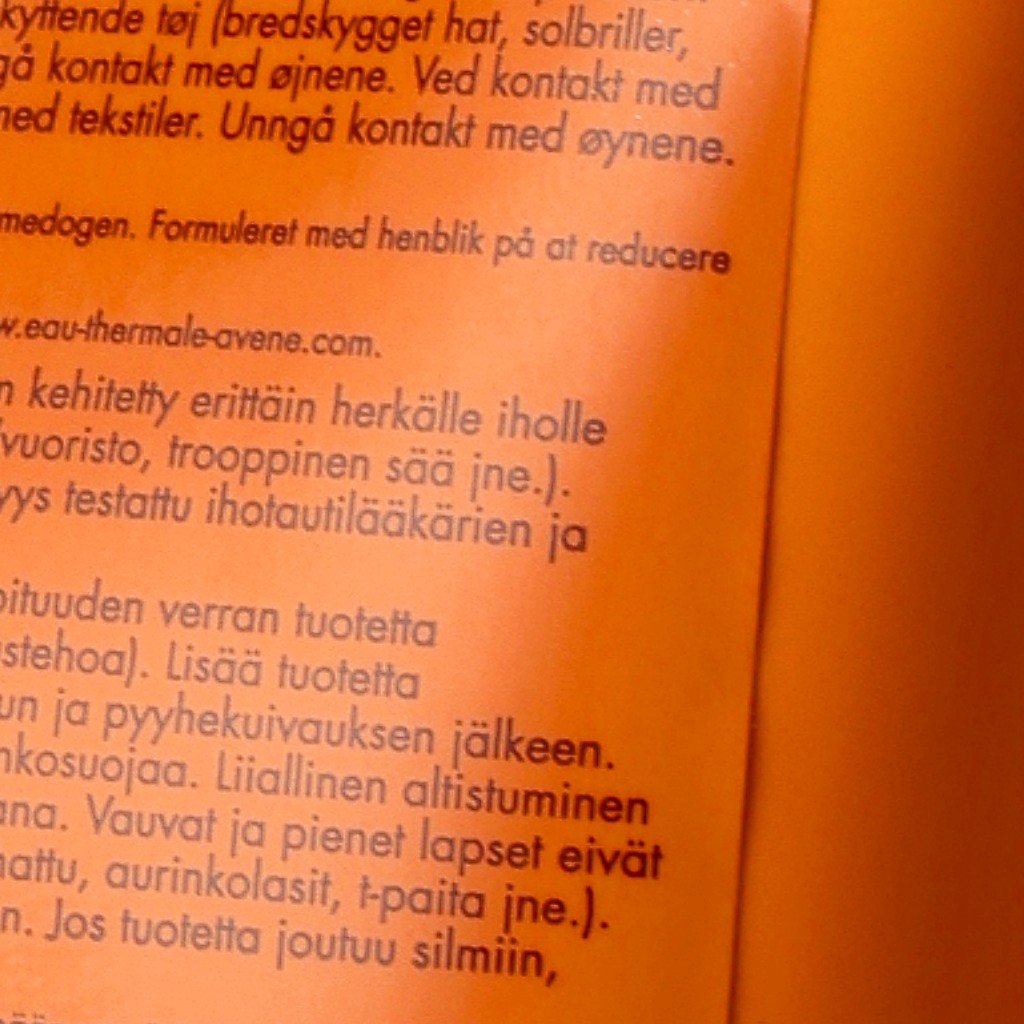 kyttende tøj (bredskygget hat, solbriller,
gå kontakt med øjnene. Ved kontakt med
med tekstiler. Unngå kontakt med øynene.
medogen. Formuleret med henblik på at reducere
w.eau-thermale-avene.com.
n kehitetty erittäin herkälle iholle
vuoristo, trooppinen sää jne.).
yys testattu ihotautilääkärien ja
pituuden verran tuotetta
stehoa). Lisää tuotetta
un ja pyyhekuivauksen jälkeen.
nkosuojaa. Liiallinen altistuminen
ana. Vauvat ja pienet lapset eivät
hattu, aurinkolasit, t-paita jne.).
n. Jos tuotetta joutuu silmiin,